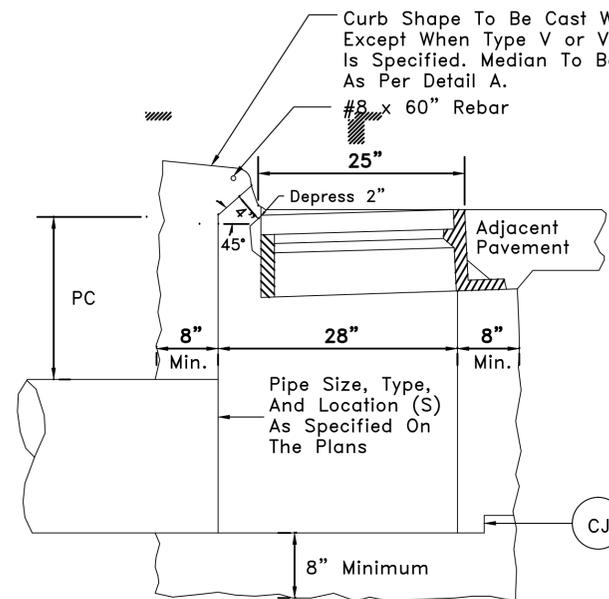 Curb Shape To Be Cast
Except When Type V or
Is Specified. Median To
As Per Detail A.
#8 x 60" Rebar
25"
Depress 2"
4"
45°
Adjacent
Pavement
PC
8"
Min.
28"
8"
Min.
Pipe Size, Type,
And Location (S)
As Specified On
The Plans
CJ
8" Minimum